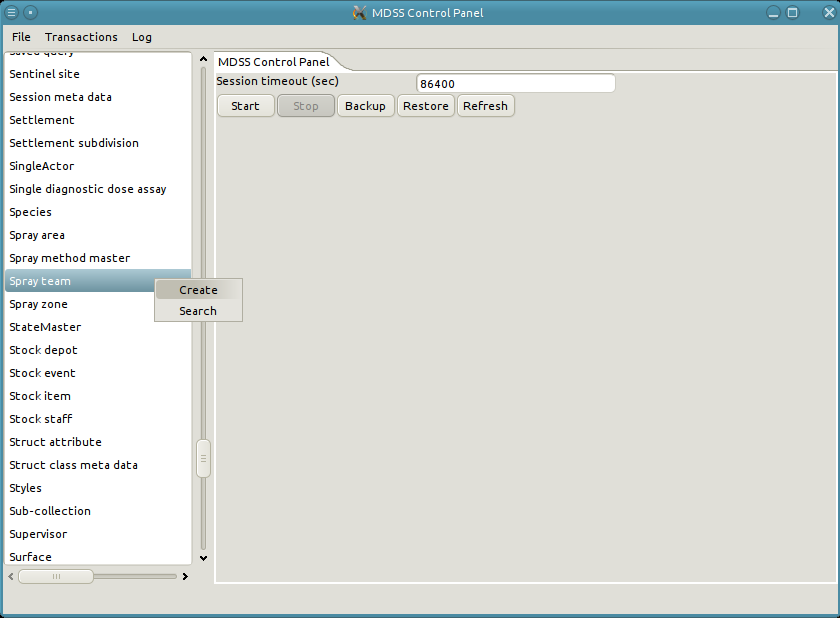 MDSS Control Panel
File Transactions Log
Saved query
Sentinel site
Session meta data
Settlement
Settlement subdivision
SingleActor
Single diagnostic dose assay
Species
Spray area
Spray method master
Spray team
Spray zone
StateMaster
Stock depot
Stock event
Stock item
Stock staff
Struct attribute
Struct class meta data
Styles
Sub-collection
Supervisor
Surface
Create
Search
MDSS Control Panel
Session timeout (sec) 86400
Start Stop Backup Restore Refresh